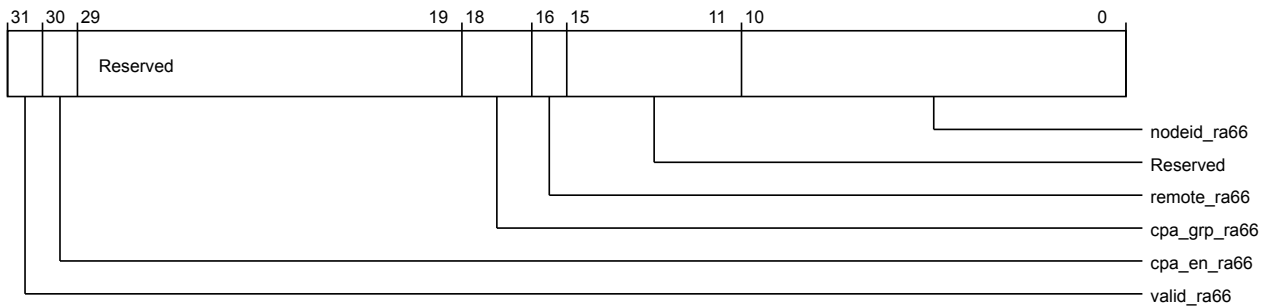 31 30 29 19 18 16 15 11 10 0
Reserved
nodeid_ra66
Reserved
remote_ra66
cpa_grp_ra66
cpa_en_ra66
valid_ra66